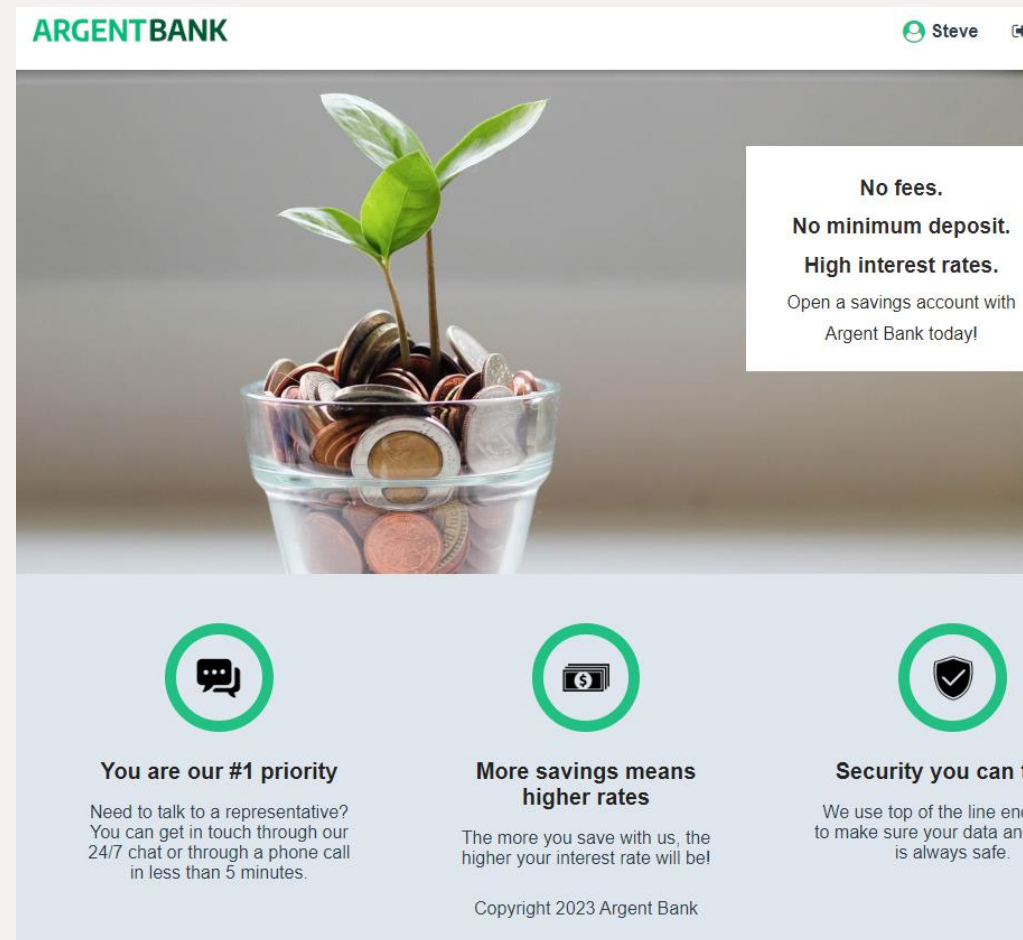 ARGENTBANK
Steve
No fees.
No minimum deposit.
High interest rates.
Open a savings account with
Argent Bank today!
You are our #1 priority
Need to talk to a representative?
You can get in touch through our
24/7 chat or through a phone call
in less than 5 minutes.
More savings means
higher rates
The more you save with us, the
higher your interest rate will be!
Security you can
We use top of the line
to make sure your data
is always safe.
Copyright 2023 Argent Bank